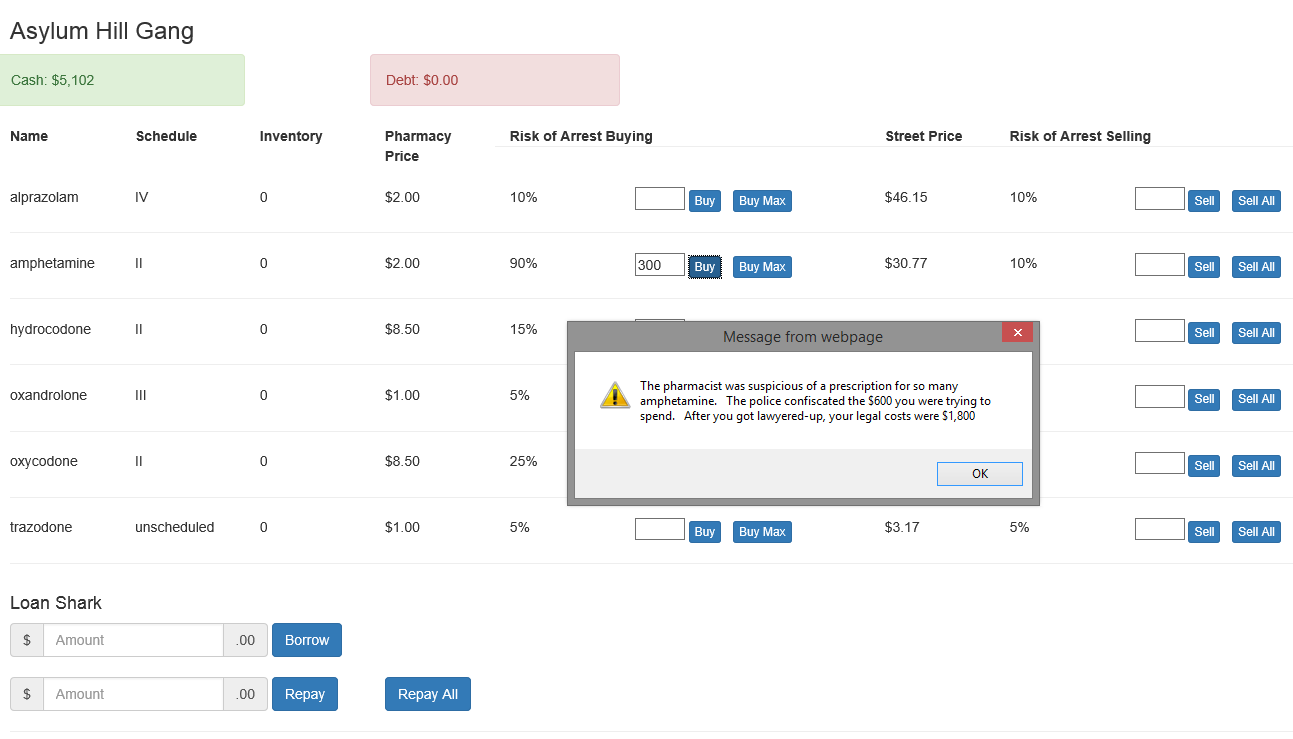 Asylum Hill Gang
Cash: $5,102 Debt: $0.00
Name Schedule Inventory Pharmacy Price Risk of Arrest Buying Street Price Risk of Arrest Selling
alprazolam IV 0 $2.00 10% Buy Buy Max $46.15 10% Sell Sell All
amphetamine II 0 $2.00 90% 300 Buy Buy Max $30.77 10% Sell Sell All
hydrocodone II 0 $8.50 15% Sell Sell All
oxandrolone III 0 $1.00 5% Sell Sell All
oxycodone II 0 $8.50 25% Sell Sell All
trazodone unscheduled 0 $1.00 5% Buy Buy Max $3.17 5% Sell Sell All
Message from webpage
The pharmacist was suspicious of a prescription for so many
amphetamine. The police confiscated the $600 you were trying to
spend. After you got lawyered-up, your legal costs were $1,800
OK
Loan Shark
$ Amount .00 Borrow
$ Amount .00 Repay Repay All